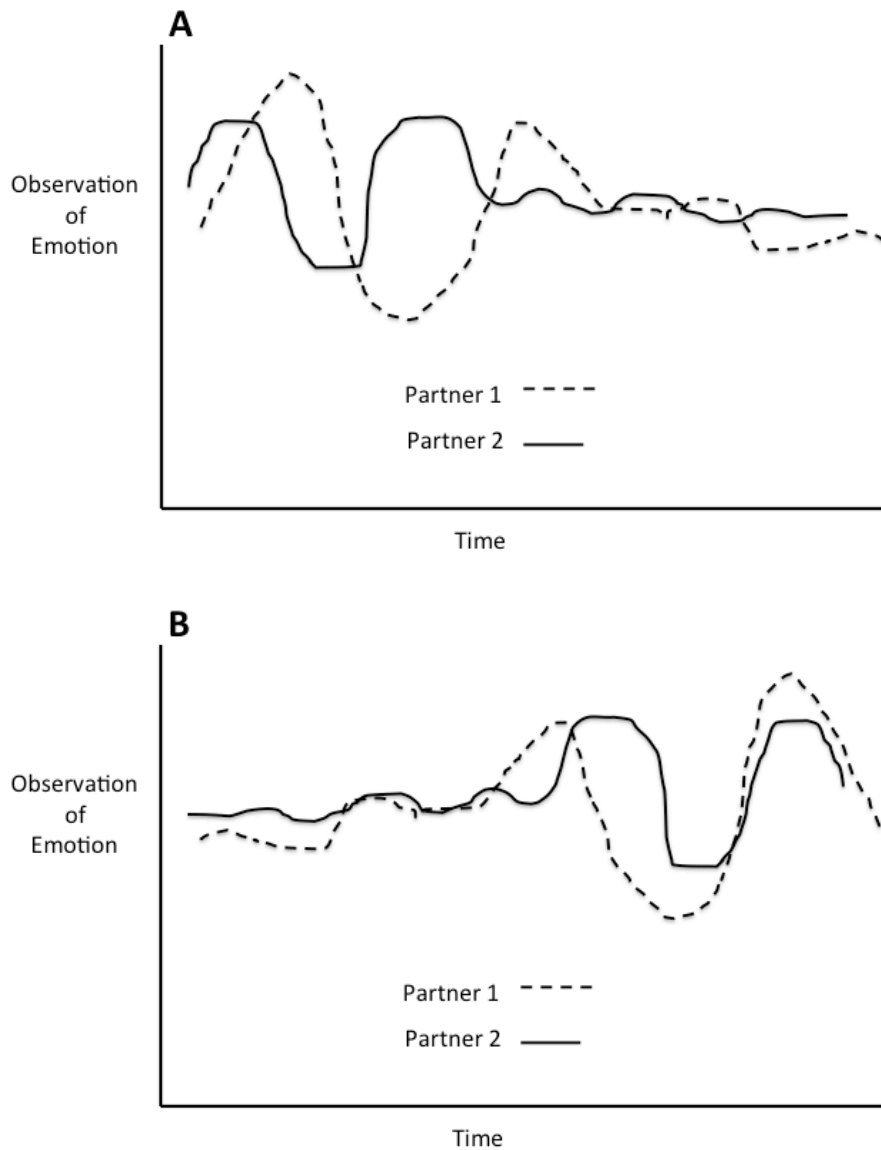 A
Observation
of
Emotion
Partner 1
Partner 2
Time
B
Observation
of
Emotion
Partner 1
Partner 2
Time